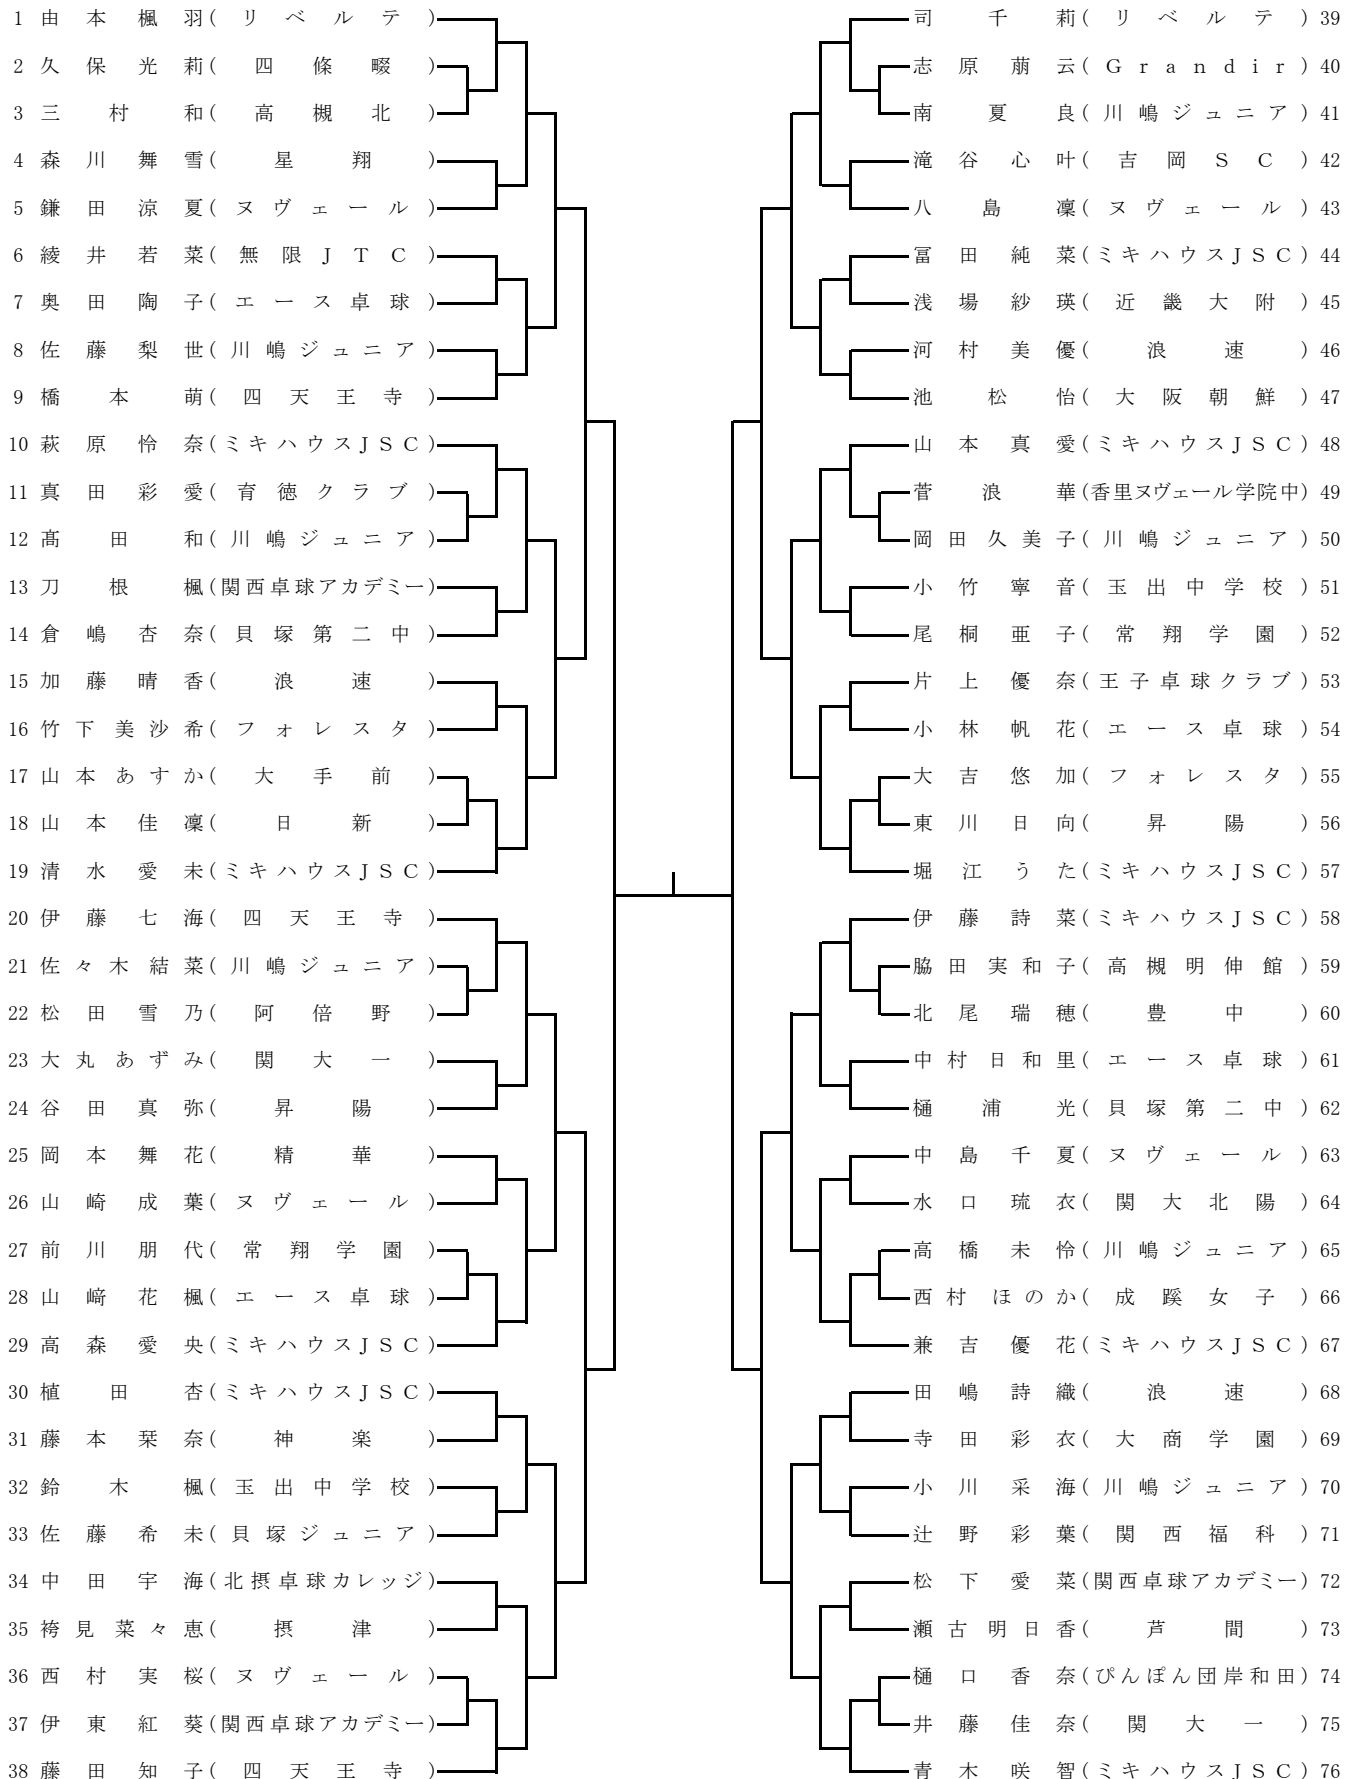 1 由本楓羽(リベルテ)
2 久保光莉(四條畷)
3 三村和(高槻北)
4 森川舞雪(星翔)
5 鎌田涼夏(ヌヴェール)
6 綾井若菜(無限JTC)
7 奥田陶子(エース卓球)
8 佐藤梨世(川嶋ジュニア)
9 橋本萌(四天王寺)
10 萩原怜奈(ミキハウスJSC)
11 真田彩愛(育徳クラブ)
12 髙田和(川嶋ジュニア)
13 刀根楓(関西卓球アカデミー)
14 倉嶋杏奈(貝塚第二中)
15 加藤晴香(浪速)
16 竹下美沙希(フォレスタ)
17 山本あすか(大手前)
18 山本佳凜(日新)
19 清水愛未(ミキハウスJSC)
20 伊藤七海(四天王寺)
21 佐々木結菜(川嶋ジュニア)
22 松田雪乃(阿倍野)
23 大丸あずみ(関大一)
24 谷田真弥(昇陽)
25 岡本舞花(精華)
26 山崎成葉(ヌヴェール)
27 前川朋代(常翔学園)
28 山﨑花楓(エース卓球)
29 高森愛央(ミキハウスJSC)
30 植田杏(ミキハウスJSC)
31 藤本栞奈(神楽)
32 鈴木楓(玉出中学校)
33 佐藤希未(貝塚ジュニア)
34 中田宇海(北摂卓球カレッジ)
35 袴見菜々恵(摂津)
36 西村実桜(ヌヴェール)
37 伊東紅葵(関西卓球アカデミー)
38 藤田知子(四天王寺)
司千莉(リベルテ) 39
志原萠云(Grandir) 40
南夏良(川嶋ジュニア) 41
滝谷心叶(吉岡SC) 42
八島凜(ヌヴェール) 43
冨田純菜(ミキハウスJSC) 44
浅場紗瑛(近畿大附) 45
河村美優(浪速) 46
池松怡(大阪朝鮮) 47
山本真愛(ミキハウスJSC) 48
菅浪華(香里ヌヴェール学院中) 49
岡田久美子(川嶋ジュニア) 50
小竹寧音(玉出中学校) 51
尾桐亜子(常翔学園) 52
片上優奈(王子卓球クラブ) 53
小林帆花(エース卓球) 54
大吉悠加(フォレスタ) 55
東川日向(昇陽) 56
堀江うた(ミキハウスJSC) 57
伊藤詩菜(ミキハウスJSC) 58
脇田実和子(高槻明伸館) 59
北尾瑞穂(豊中) 60
中村日和里(エース卓球) 61
樋浦光(貝塚第二中) 62
中島千夏(ヌヴェール) 63
水口琉衣(関大北陽) 64
高橋未怜(川嶋ジュニア) 65
西村ほのか(成蹊女子) 66
兼吉優花(ミキハウスJSC) 67
田嶋詩織(浪速) 68
寺田彩衣(大商学園) 69
小川采海(川嶋ジュニア) 70
辻野彩葉(関西福科) 71
松下愛菜(関西卓球アカデミー) 72
瀬古明日香(芦間) 73
樋口香奈(ぴんぽん団岸和田) 74
井藤佳奈(関大一) 75
青木咲智(ミキハウスJSC) 76